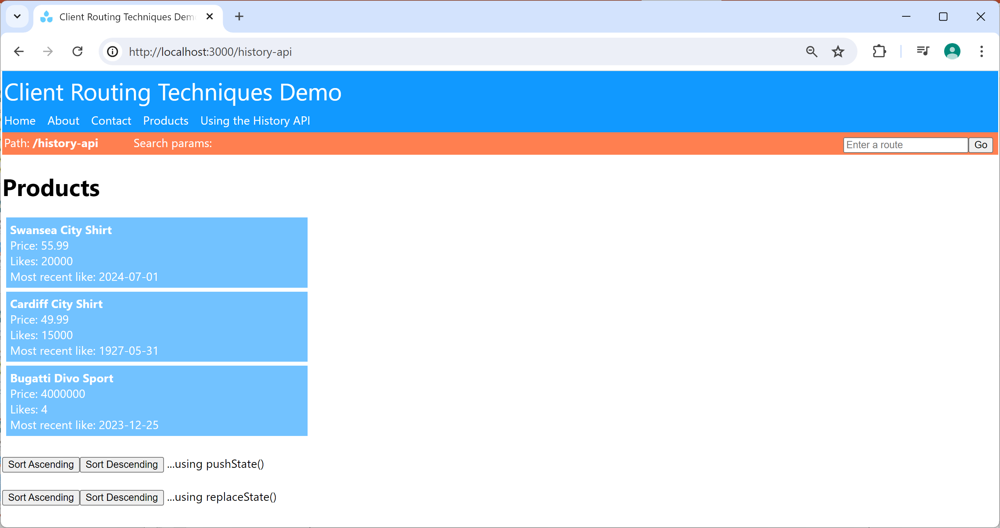 Client Routing Techniques Dem
http://localhost:3000/history-api
Client Routing Techniques Demo
Home About Contact Products Using the History API
Path: /history-api Search params: Enter a route Go
Products
Swansea City Shirt
Price: 55.99
Likes: 20000
Most recent like: 2024-07-01
Cardiff City Shirt
Price: 49.99
Likes: 15000
Most recent like: 1927-05-31
Bugatti Divo Sport
Price: 4000000
Likes: 4
Most recent like: 2023-12-25
Sort Ascending Sort Descending ...using pushState()
Sort Ascending Sort Descending ...using replaceState()